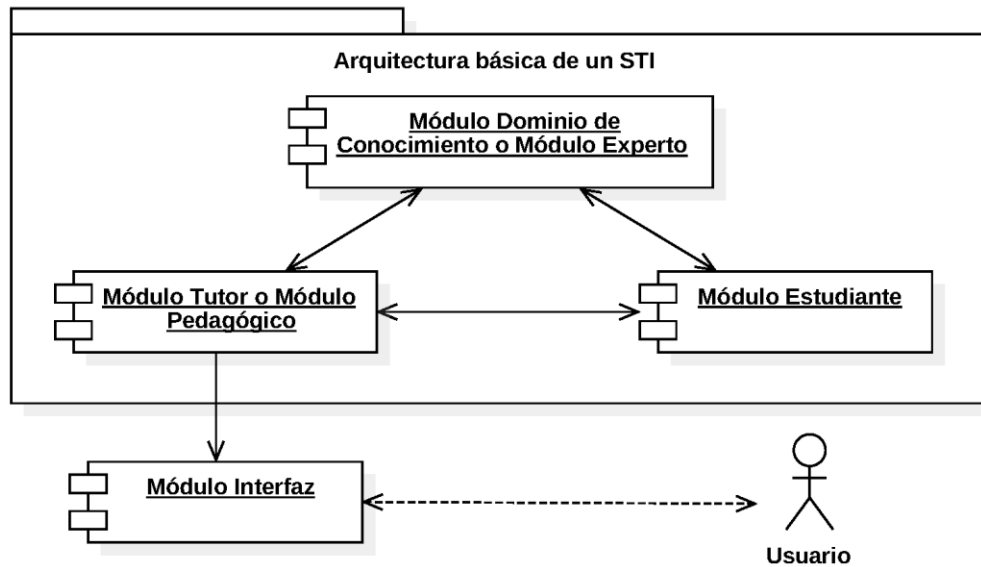 Arquitectura básica de un STI
Módulo Dominio de
Conocimiento o Módulo Experto
Módulo Tutor o Módulo
Pedagógico
Módulo Estudiante
Módulo Interfaz
Usuario